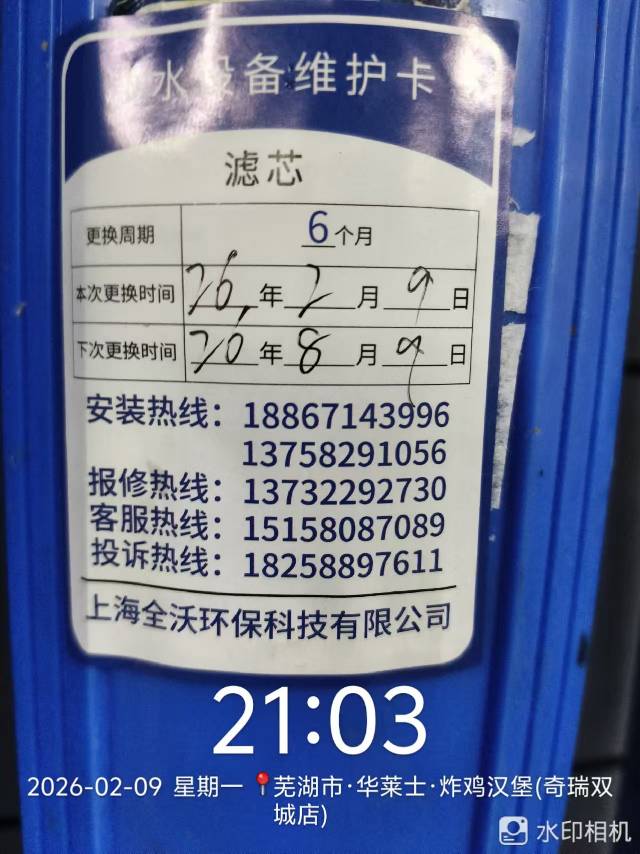 水设备维护卡
滤芯
更换周期 6个月
本次更换时间 26年2月9日
下次更换时间 26年8月9日
安装热线：18867143996
13758291056
报修热线：13732292730
客服热线：15158087089
投诉热线：18258897611
上海全沃环保科技有限公司
21:03
2026-02-09 星期一 芜湖市·华莱士·炸鸡汉堡(奇瑞双
城店)
水印相机